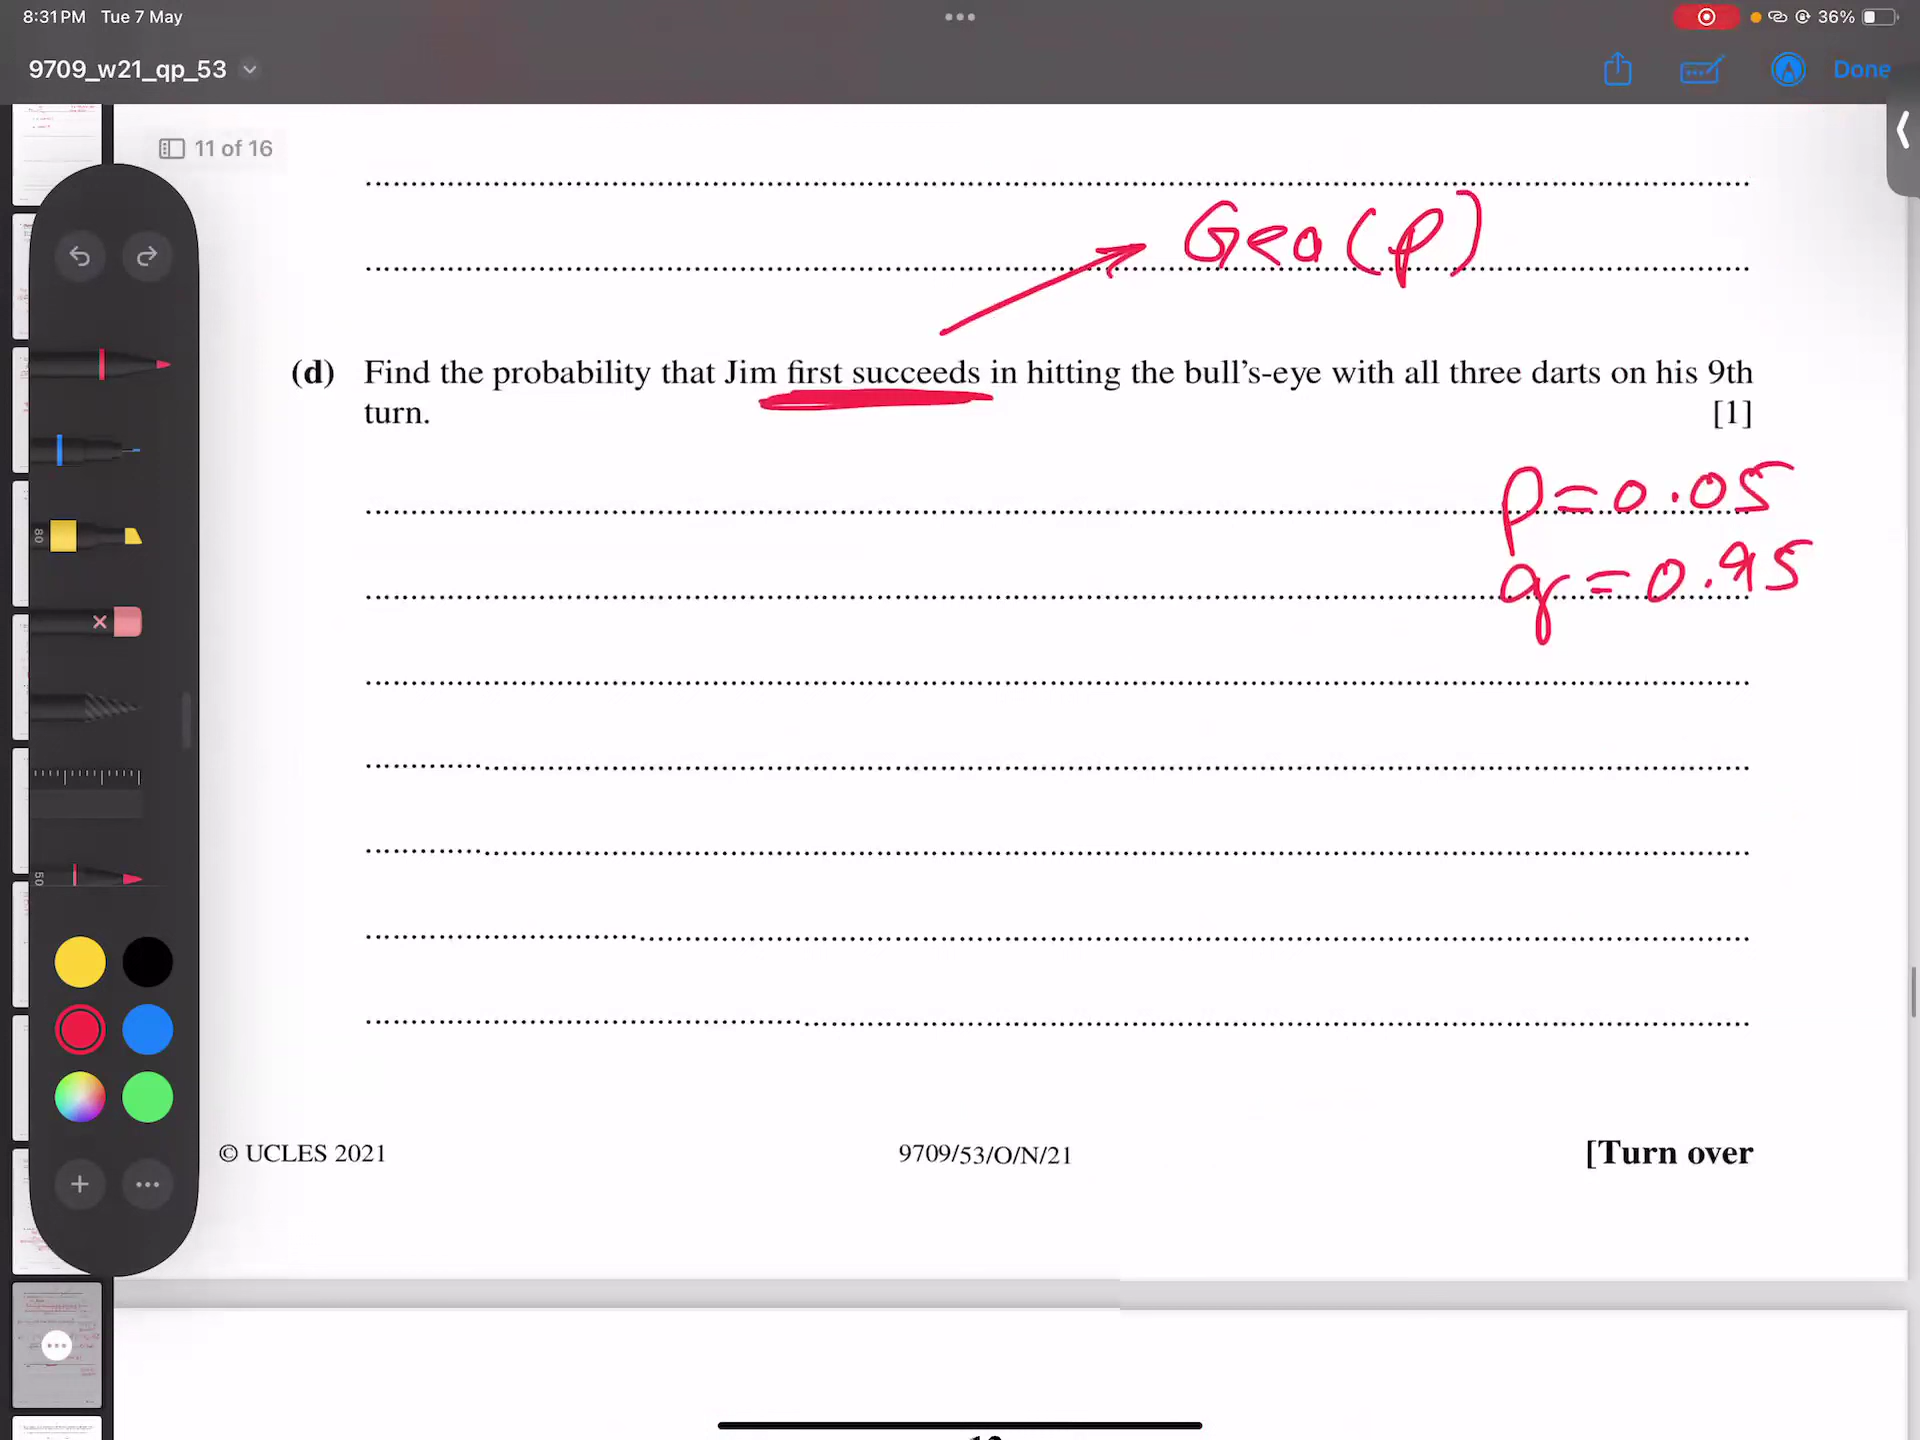 8:31 PM Tue 7 May
36%
9709_w21_qp_53
Done
11 of 16
Geo(p)
(d) Find the probability that Jim first succeeds in hitting the bull's-eye with all three darts on his 9th
turn. [1]
p=0.05
q=0.95
80
50
© UCLES 2021
9709/53/O/N/21
[Turn over